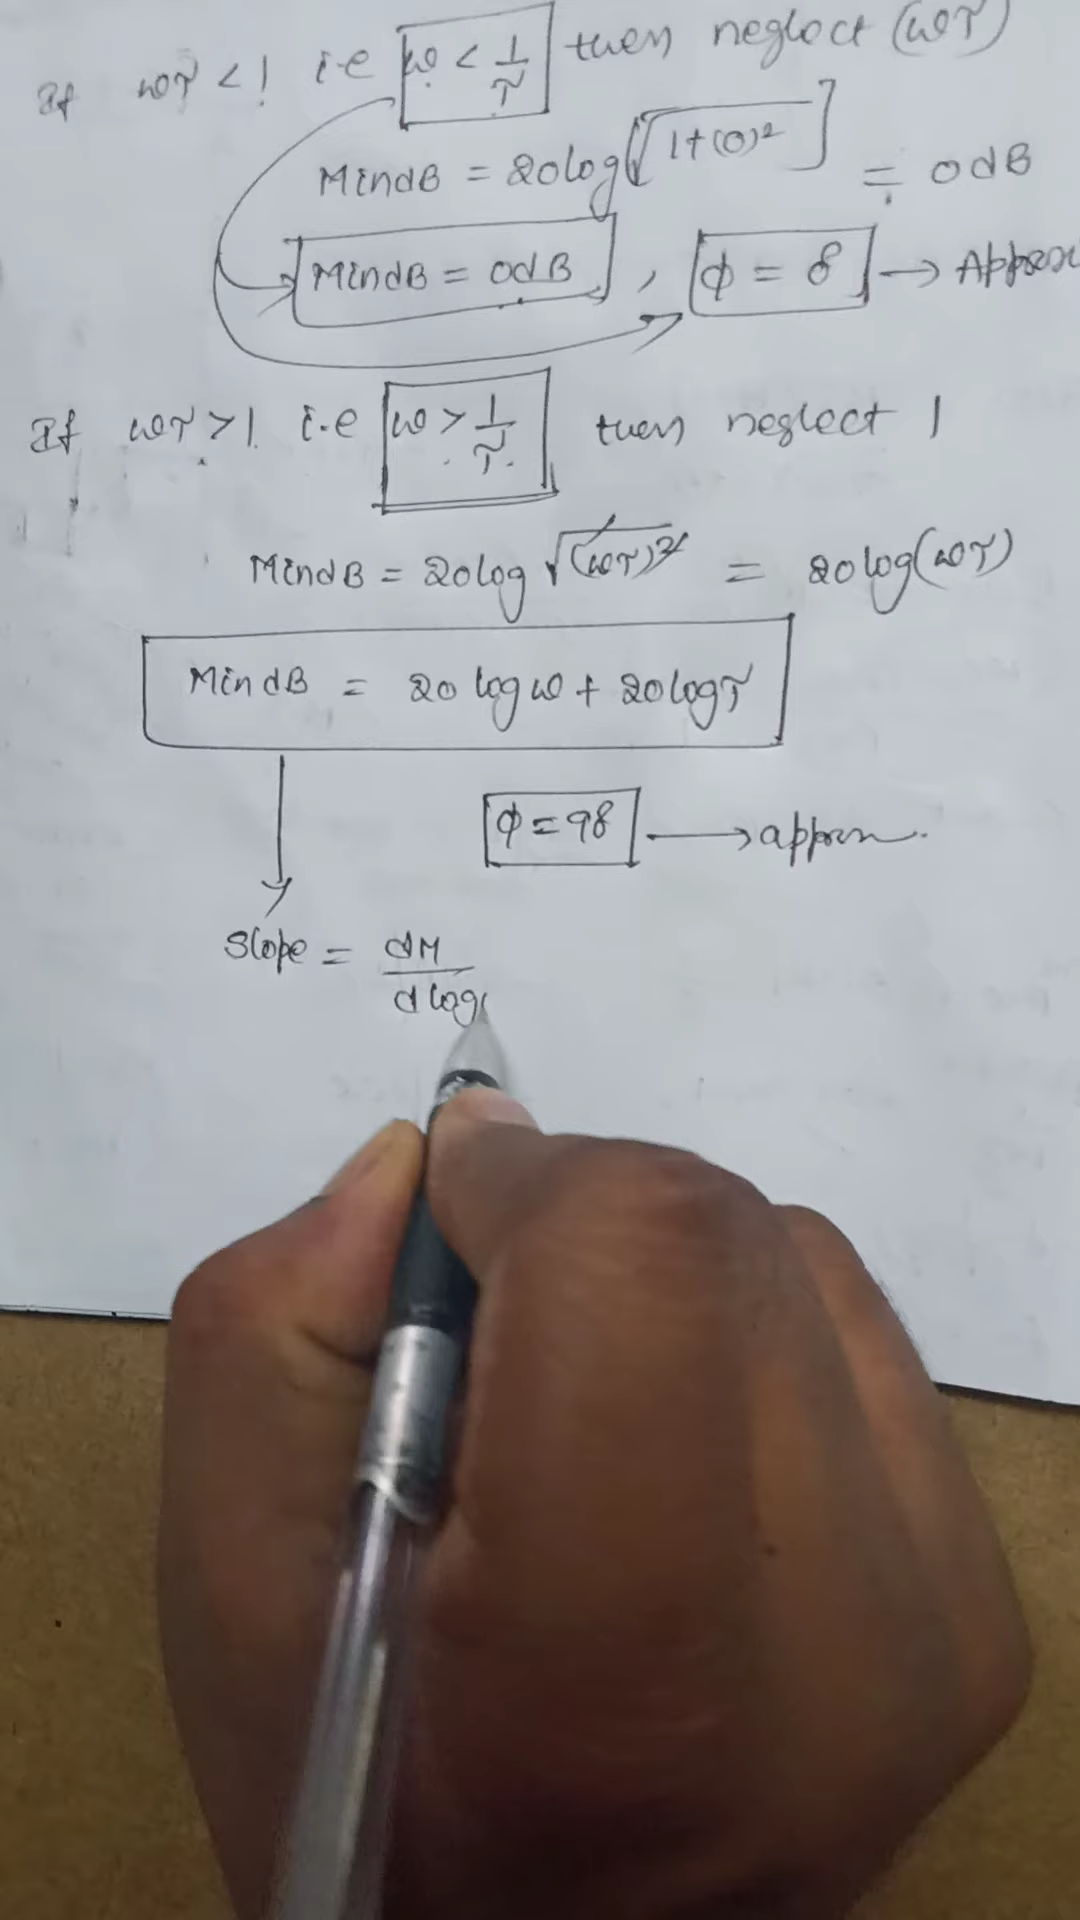 If ωτ < 1 i.e ω < 1/τ then neglect (ωτ)
MindB = 20log[√1+(0)² ] = 0dB
MindB = 0dB , ϕ = 0° → Approx
If ωτ > 1 i.e ω > 1/τ then neglect 1
MindB = 20log √(ωτ)² = 20log(ωτ)
MindB = 20 logω + 20logτ
ϕ = 90° → approx.
Slope = dM
d log